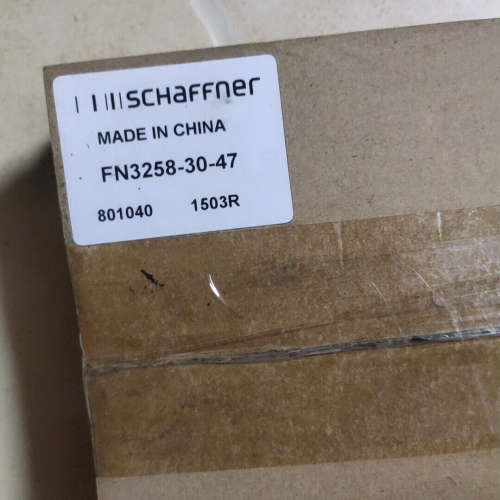 SCHaFFner
MADE IN CHINA
FN3258-30-47
801040 1503R